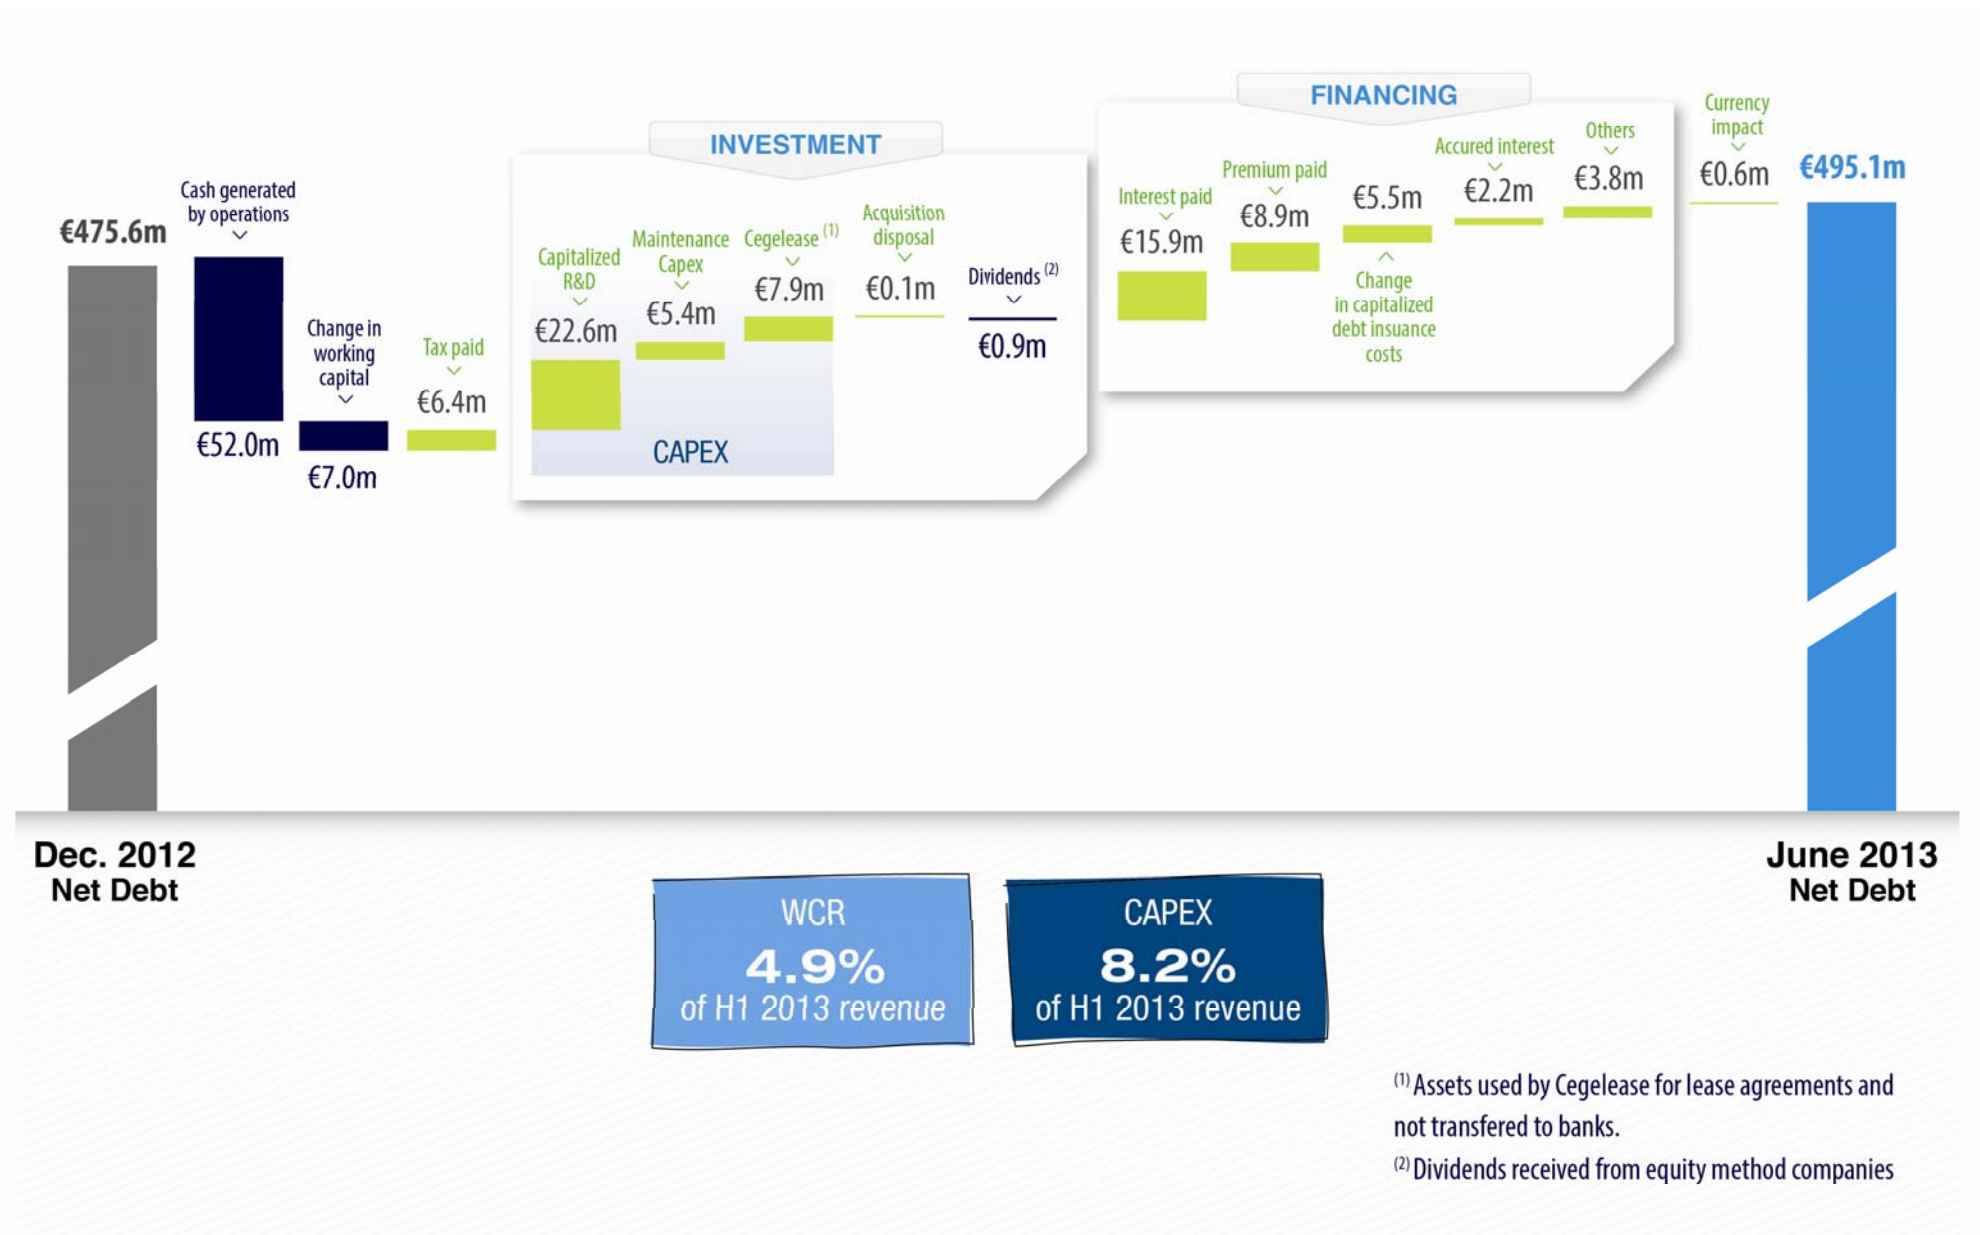 €475.6m
Cash generated
by operations
€52.0m
Change in
working
capital
€7.0m
Tax paid
€6.4m
INVESTMENT
Capitalized
R&D
€22.6m
Maintenance
Capex
€5.4m
Cegelease (1)
€7.9m
CAPEX
Acquisition
disposal
€0.1m
Dividends (2)
€0.9m
FINANCING
Interest paid
€15.9m
Premium paid
€8.9m
€5.5m
Change
in capitalized
debt insuance
costs
Accured interest
€2.2m
Others
€3.8m
Currency
impact
€0.6m
€495.1m
Dec. 2012
Net Debt
June 2013
Net Debt
WCR
4.9%
of H1 2013 revenue
CAPEX
8.2%
of H1 2013 revenue
(1) Assets used by Cegelease for lease agreements and
not transfered to banks.
(2) Dividends received from equity method companies